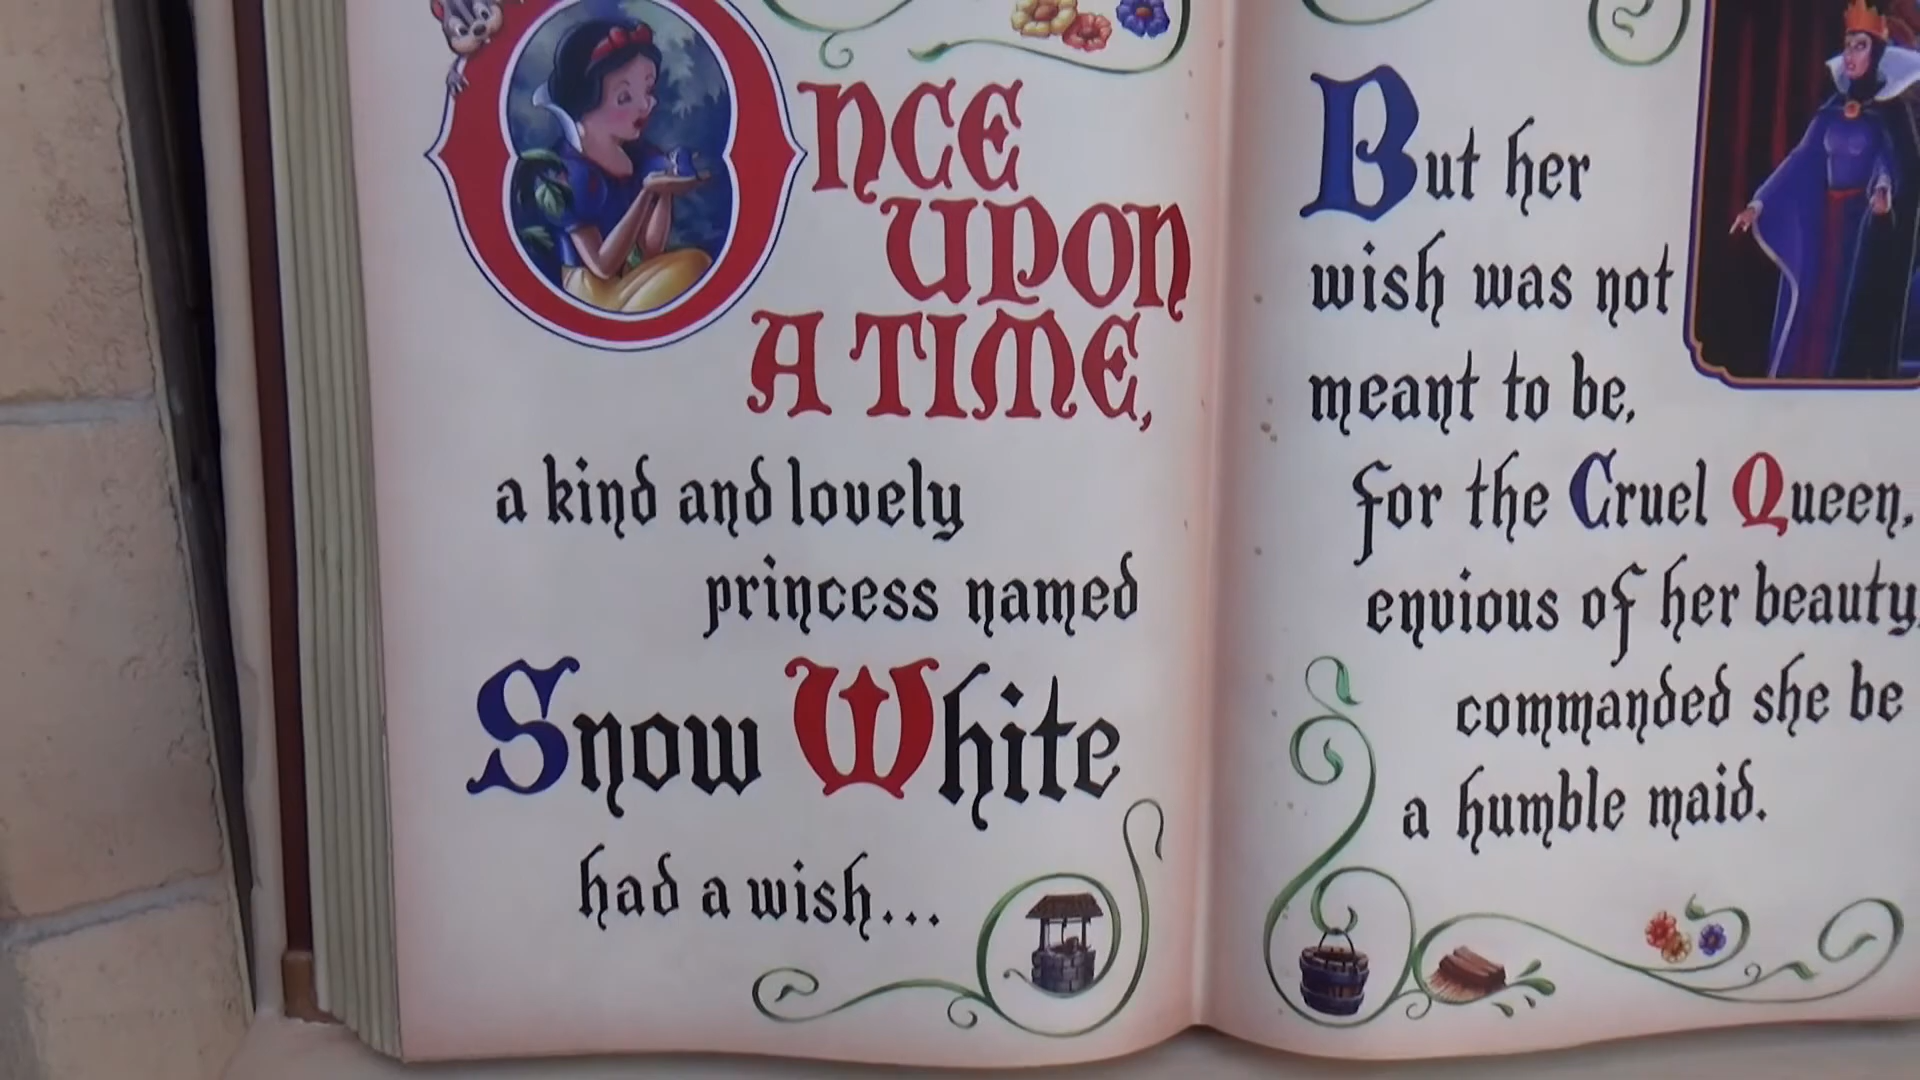 ONCE
UPON
A TIME,
a kind and lovely
princess named
Snow White
had a wish...
But her
wish was not
meant to be,
for the Cruel Queen,
envious of her beauty,
commanded she be
a humble maid.